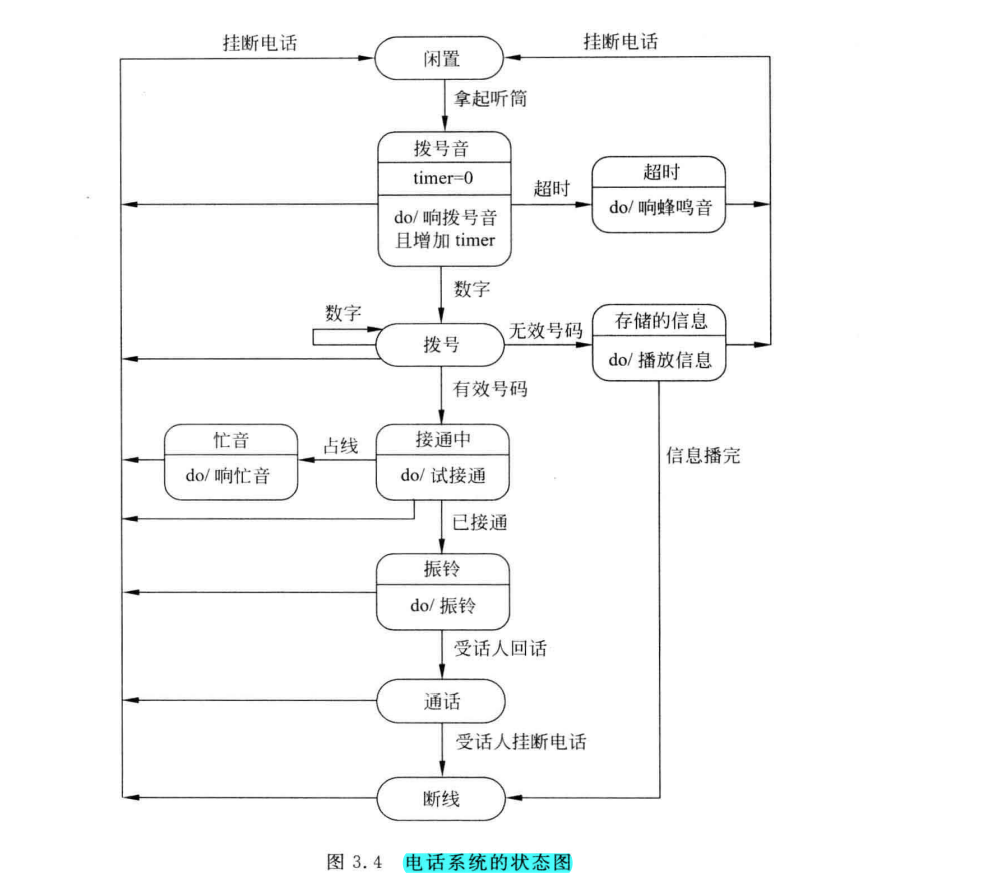 挂断电话
挂断电话
闲置
拿起听筒
拨号音
timer=0
do/ 响拨号音
且增加 timer
超时
超时
do/ 响蜂鸣音
数字
数字
拨号
无效号码
存储的信息
do/ 播放信息
有效号码
忙音
do/ 响忙音
占线
接通中
do/ 试接通
信息播完
已接通
振铃
do/ 振铃
受话人回话
通话
受话人挂断电话
断线
图 3.4 电话系统的状态图